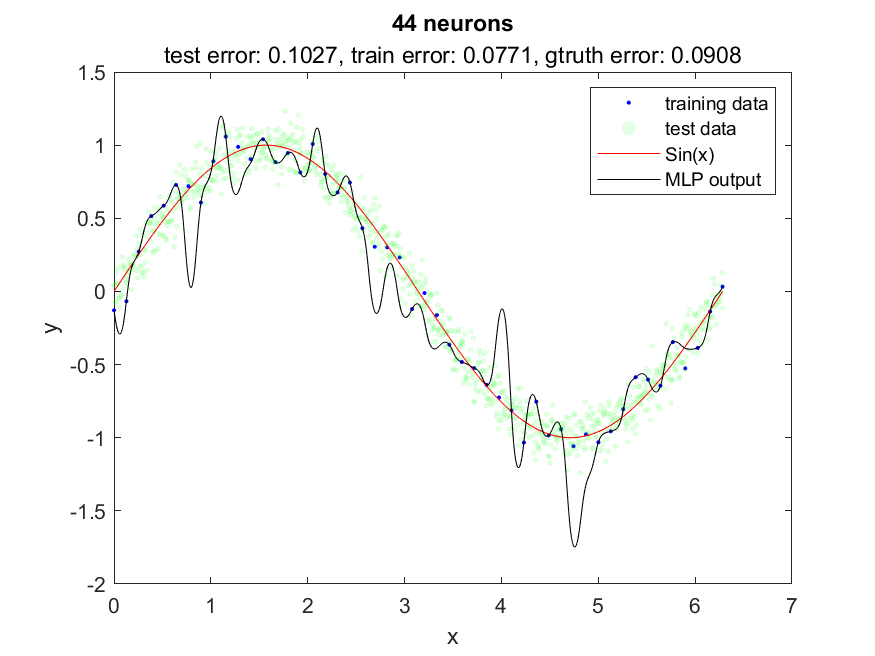 44 neurons
test error: 0.1027, train error: 0.0771, gtruth error: 0.0908
1.5
1
0.5
0
-0.5
-1
-1.5
-2
y
training data
test data
Sin(x)
MLP output
0 1 2 3 4 5 6 7
x